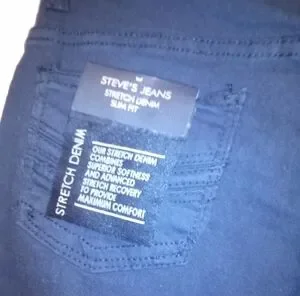 STEVE'S JEANS
STRETCH DENIM
SLIM FIT
STRETCH DENIM
OUR STRETCH DENIM
COMBINES
SUPERIOR SOFTNESS
AND ADVANCED
STRETCH RECOVERY
TO PROVIDE
MAXIMUM COMFORT